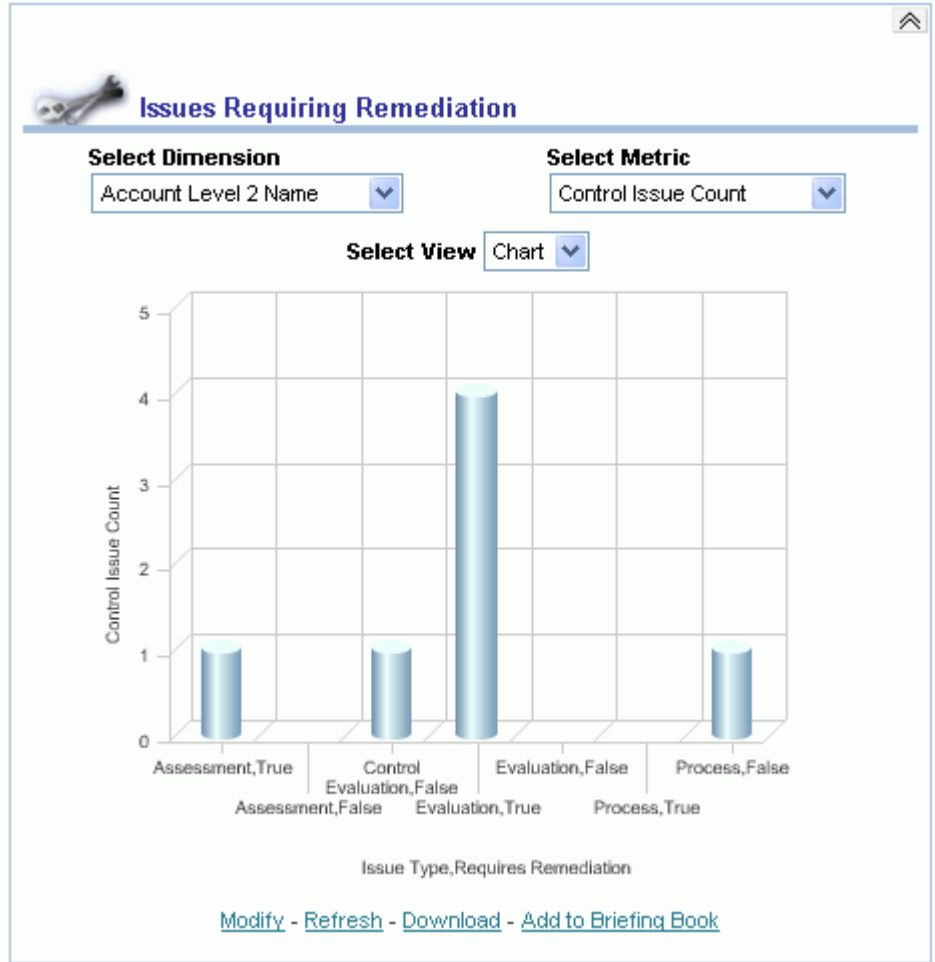 Issues Requiring Remediation
Select Dimension
Select Metric
Account Level 2 Name
Control Issue Count
Select View Chart
5
4
3
2
1
0
Control Issue Count
Assessment,True
Assessment,False
Control
Evaluation,False
Evaluation,True
Evaluation,False
Process,True
Process,False
Issue Type,Requires Remediation
Modify - Refresh - Download - Add to Briefing Book